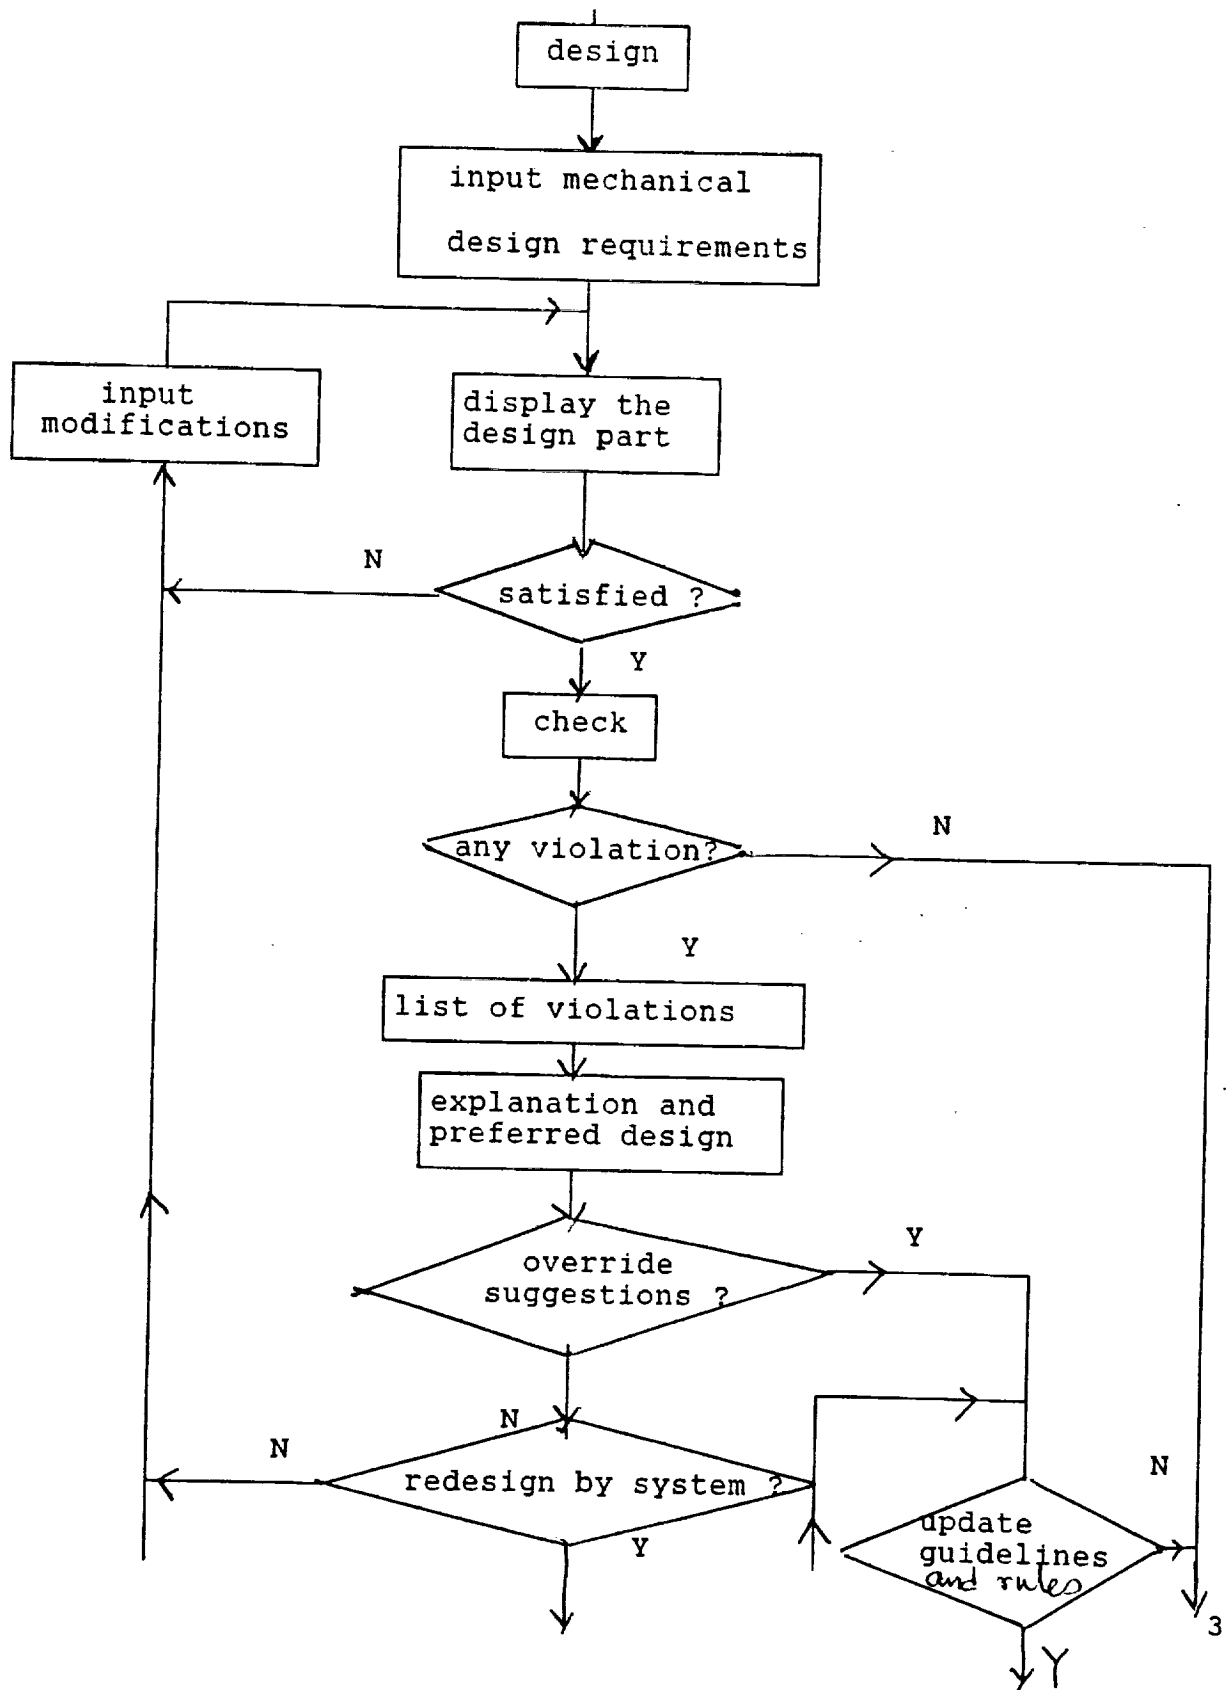 design
input mechanical
design requirements
input
modifications
display the
design part
N
satisfied ?
Y
check
N
any violation?
Y
list of violations
explanation and
preferred design
Y
override
suggestions ?
N
N
redesign by system ?
N
Y
update
guidelines
and rules
3
Y